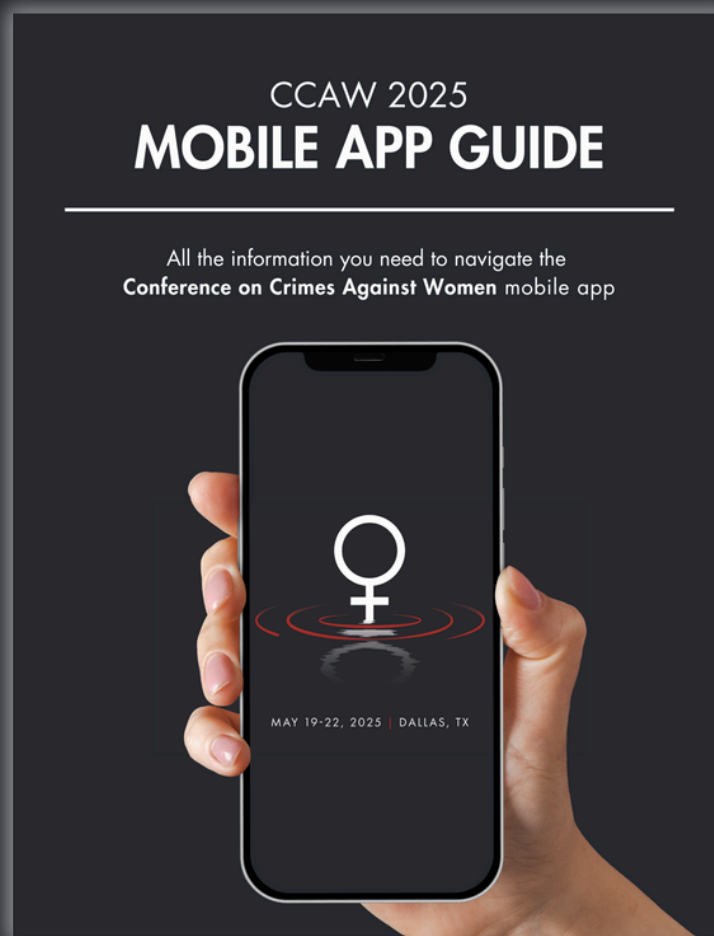 CCAW 2025
MOBILE APP GUIDE
All the information you need to navigate the
Conference on Crimes Against Women mobile app
MAY 19-22, 2025 | DALLAS, TX